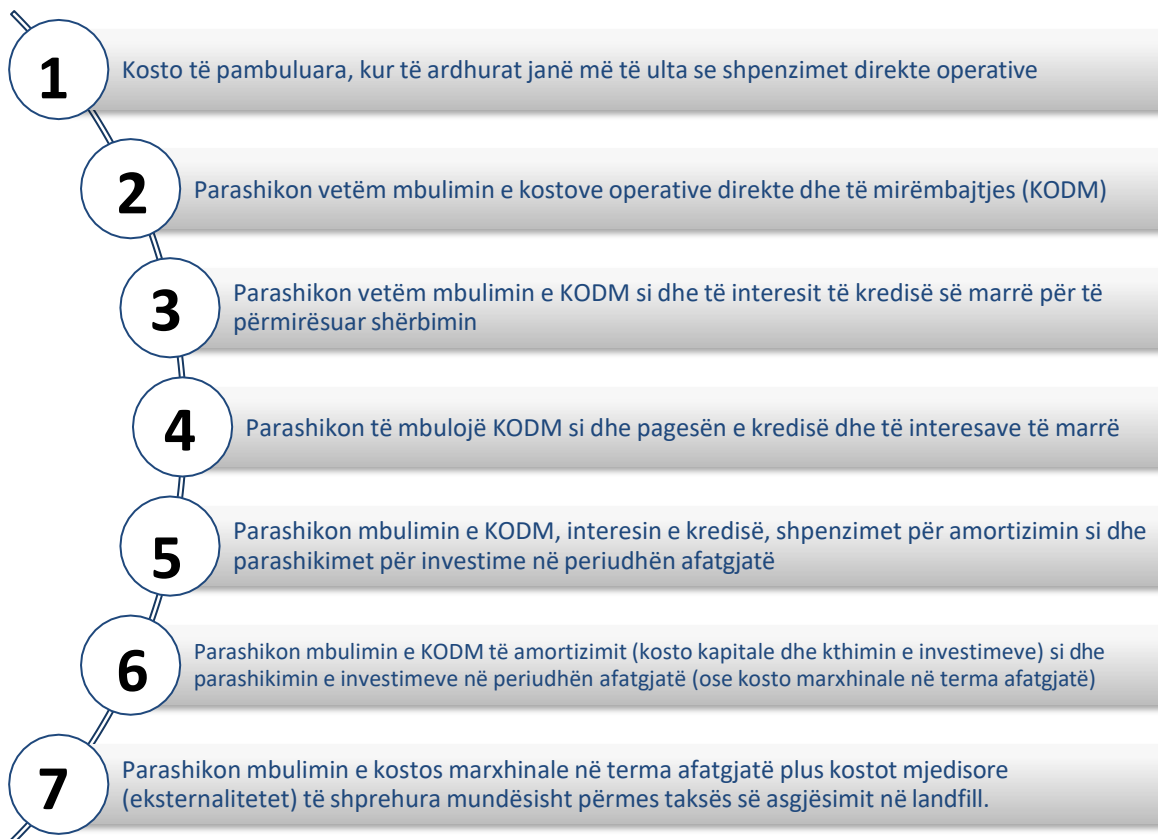 1
Kosto të pambuluara, kur të ardhurat janë më të ulta se shpenzimet direkte operative
2
Parashikon vetëm mbulimin e kostove operative direkte dhe të mirëmbajtjes (KODM)
3
Parashikon vetëm mbulimin e KODM si dhe të interesit të kredisë së marrë për të
përmirësuar shërbimin
4
Parashikon të mbulojë KODM si dhe pagesën e kredisë dhe të interesave të marrë
5
Parashikon mbulimin e KODM, interesin e kredisë, shpenzimet për amortizimin si dhe
parashikimet për investime në periudhën afatgjatë
6
Parashikon mbulimin e KODM të amortizimit (kosto kapitale dhe kthimin e investimeve) si dhe
parashikimin e investimeve në periudhën afatgjatë (ose kosto marxhinale në terma afatgjatë)
7
Parashikon mbulimin e kostos marxhinale në terma afatgjatë plus kostot mjedisore
(eksternalitetet) të shprehura mundësisht përmes taksës së asgjësimit në landfill.